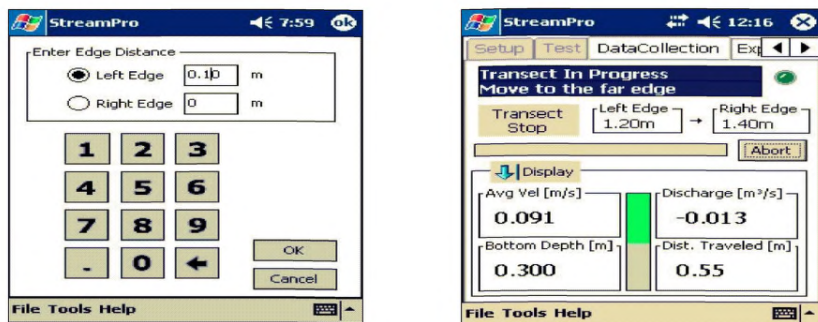 StreamPro 7:59 ok
Enter Edge Distance
Left Edge 0.10 m
Right Edge 0 m
1 2 3
4 5 6
7 8 9
. 0
OK
Cancel
File Tools Help
StreamPro 12:16
Setup Test DataCollection Exp
Transect In Progress
Move to the far edge
Transect Stop
Left Edge
1.20m
Right Edge
1.40m
Abort
Display
Avg Vel [m/s]
0.091
Discharge [m³/s]
-0.013
Bottom Depth [m]
0.300
Dist. Traveled [m]
0.55
File Tools Help